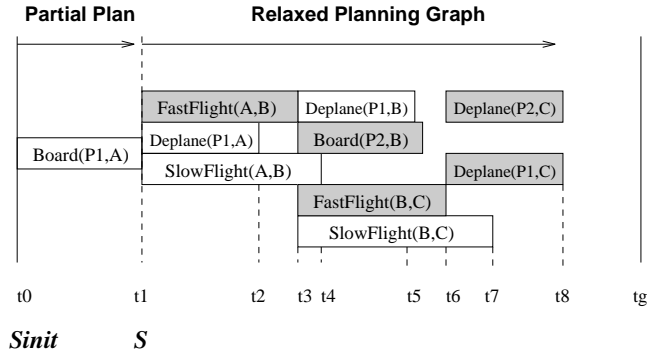 Partial Plan Relaxed Planning Graph
FastFlight(A,B) Deplane(P1,B) Deplane(P2,C)
Deplane(P1,A) Board(P2,B)
Board(P1,A)
SlowFlight(A,B) Deplane(P1,C)
FastFlight(B,C)
SlowFlight(B,C)
t0 t1 t2 t3 t4 t5 t6 t7 t8 tg
Sinit S